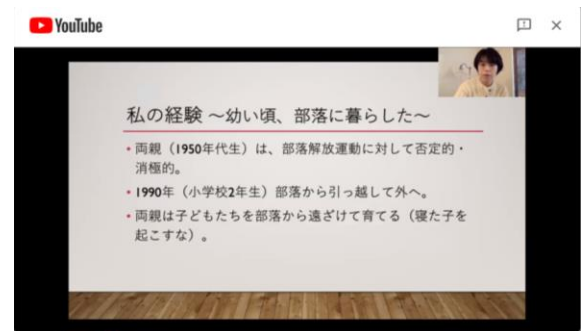 YouTube
私の経験 ～幼い頃、部落に暮らした～
• 両親（1950年代生）は、部落解放運動に対して否定的・
消極的。
• 1990年（小学校2年生）部落から引っ越して外へ。
• 両親は子どもたちを部落から遠ざけて育てる（寝た子を
起こすな）。